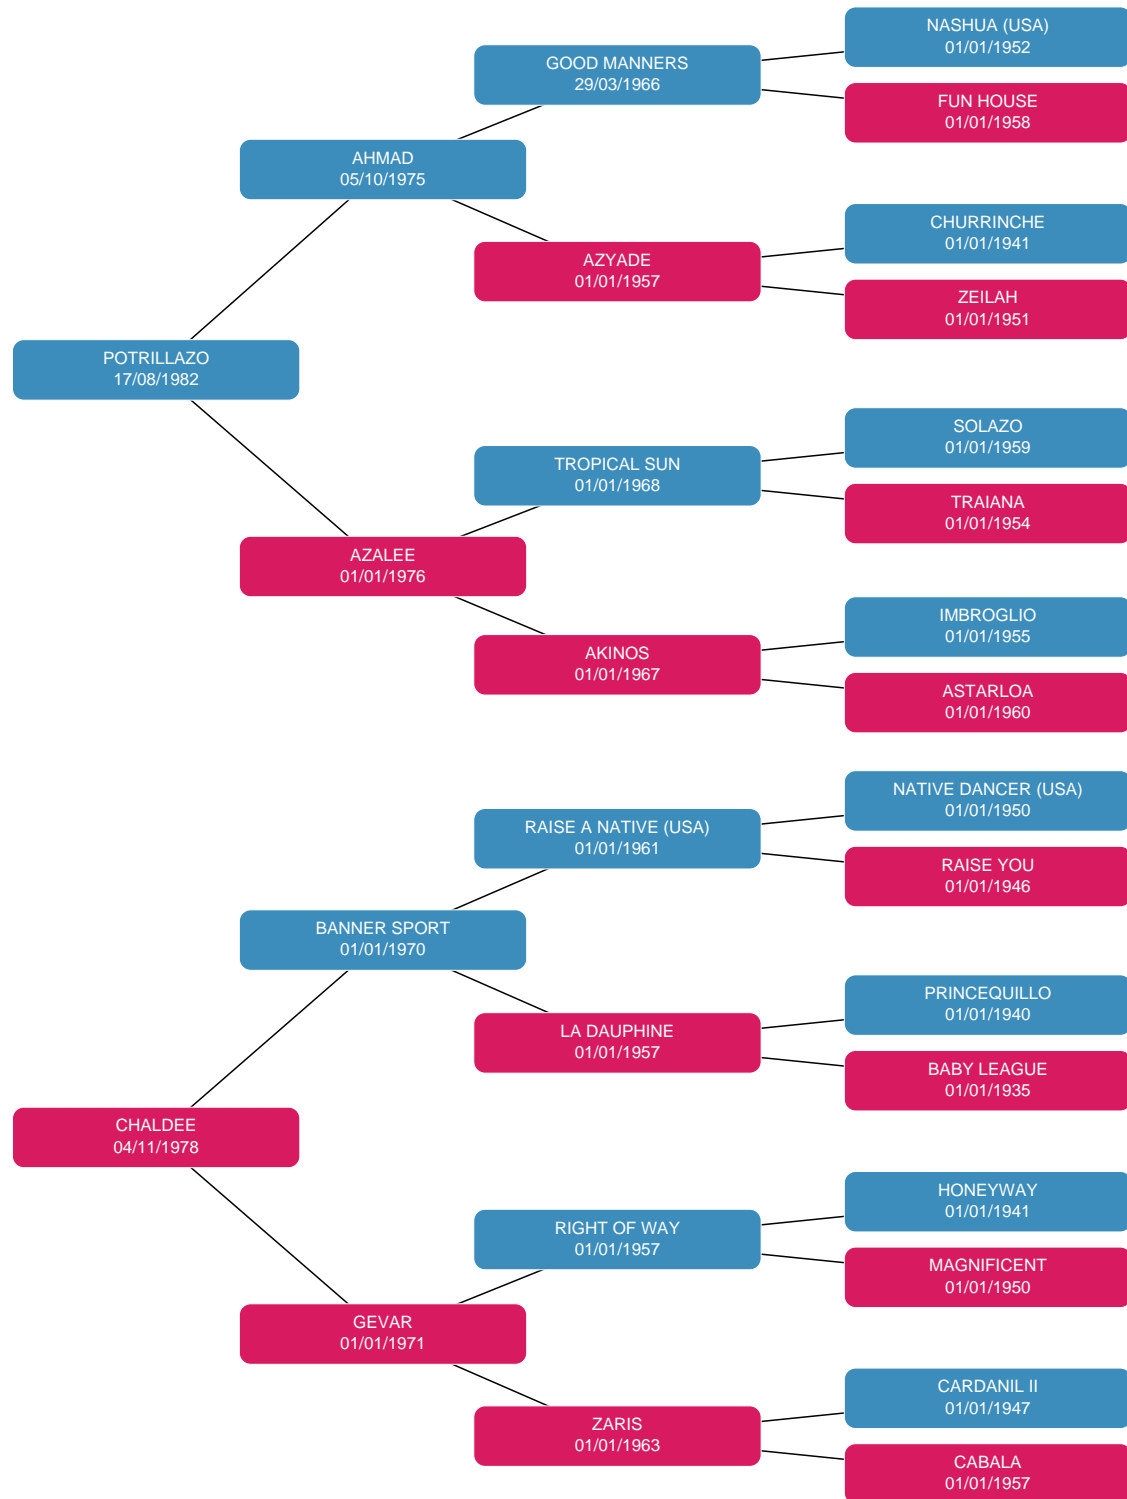 NASHUA (USA)
01/01/1952
GOOD MANNERS
29/03/1966
FUN HOUSE
01/01/1958
AHMAD
05/10/1975
CHURRINCHE
01/01/1941
AZYADE
01/01/1957
ZEILAH
01/01/1951
POTRILLAZO
17/08/1982
SOLAZO
01/01/1959
TROPICAL SUN
01/01/1968
TRAIANA
01/01/1954
AZALEE
01/01/1976
IMBROGLIO
01/01/1955
AKINOS
01/01/1967
ASTARLOA
01/01/1960
NATIVE DANCER (USA)
01/01/1950
RAISE A NATIVE (USA)
01/01/1961
RAISE YOU
01/01/1946
BANNER SPORT
01/01/1970
PRINCEQUILLO
01/01/1940
LA DAUPHINE
01/01/1957
BABY LEAGUE
01/01/1935
CHALDEE
04/11/1978
HONEYWAY
01/01/1941
RIGHT OF WAY
01/01/1957
MAGNIFICENT
01/01/1950
GEVAR
01/01/1971
CARDANIL II
01/01/1947
ZARIS
01/01/1963
CABALA
01/01/1957